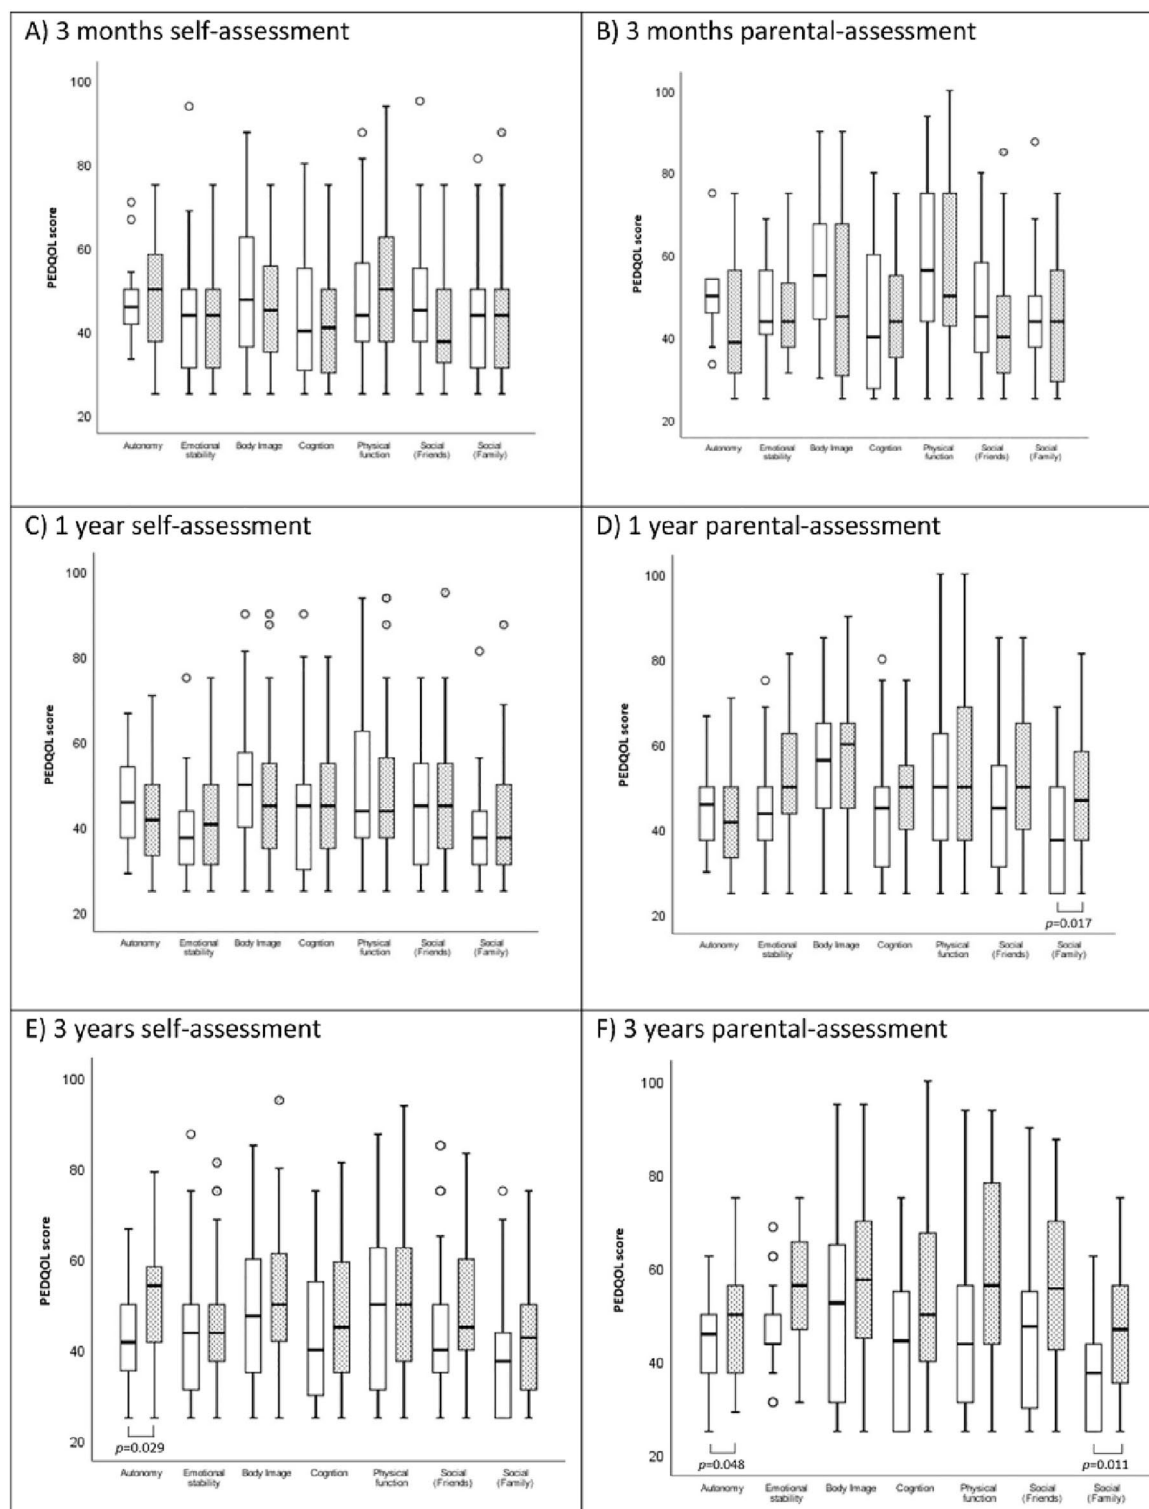 A) 3 months self-assessment
100
80
60
40
20
PEDQOL score
Autonomy Emotional stability Body Image Cogntion Physical function Social (Friends) Social (Family)
B) 3 months parental-assessment
100
80
60
40
20
PEDQOL score
Autonomy Emotional stability Body Image Cogntion Physical function Social (Friends) Social (Family)
C) 1 year self-assessment
100
80
60
40
20
PEDQOL score
Autonomy Emotional stability Body Image Cogntion Physical function Social (Friends) Social (Family)
D) 1 year parental-assessment
100
80
60
40
20
PEDQOL score
p=0.017
Autonomy Emotional stability Body Image Cogntion Physical function Social (Friends) Social (Family)
E) 3 years self-assessment
100
80
60
40
20
PEDQOL score
p=0.029
Autonomy Emotional stability Body Image Cogntion Physical function Social (Friends) Social (Family)
F) 3 years parental-assessment
100
80
60
40
20
PEDQOL score
p=0.048
p=0.011
Autonomy Emotional stability Body Image Cogntion Physical function Social (Friends) Social (Family)